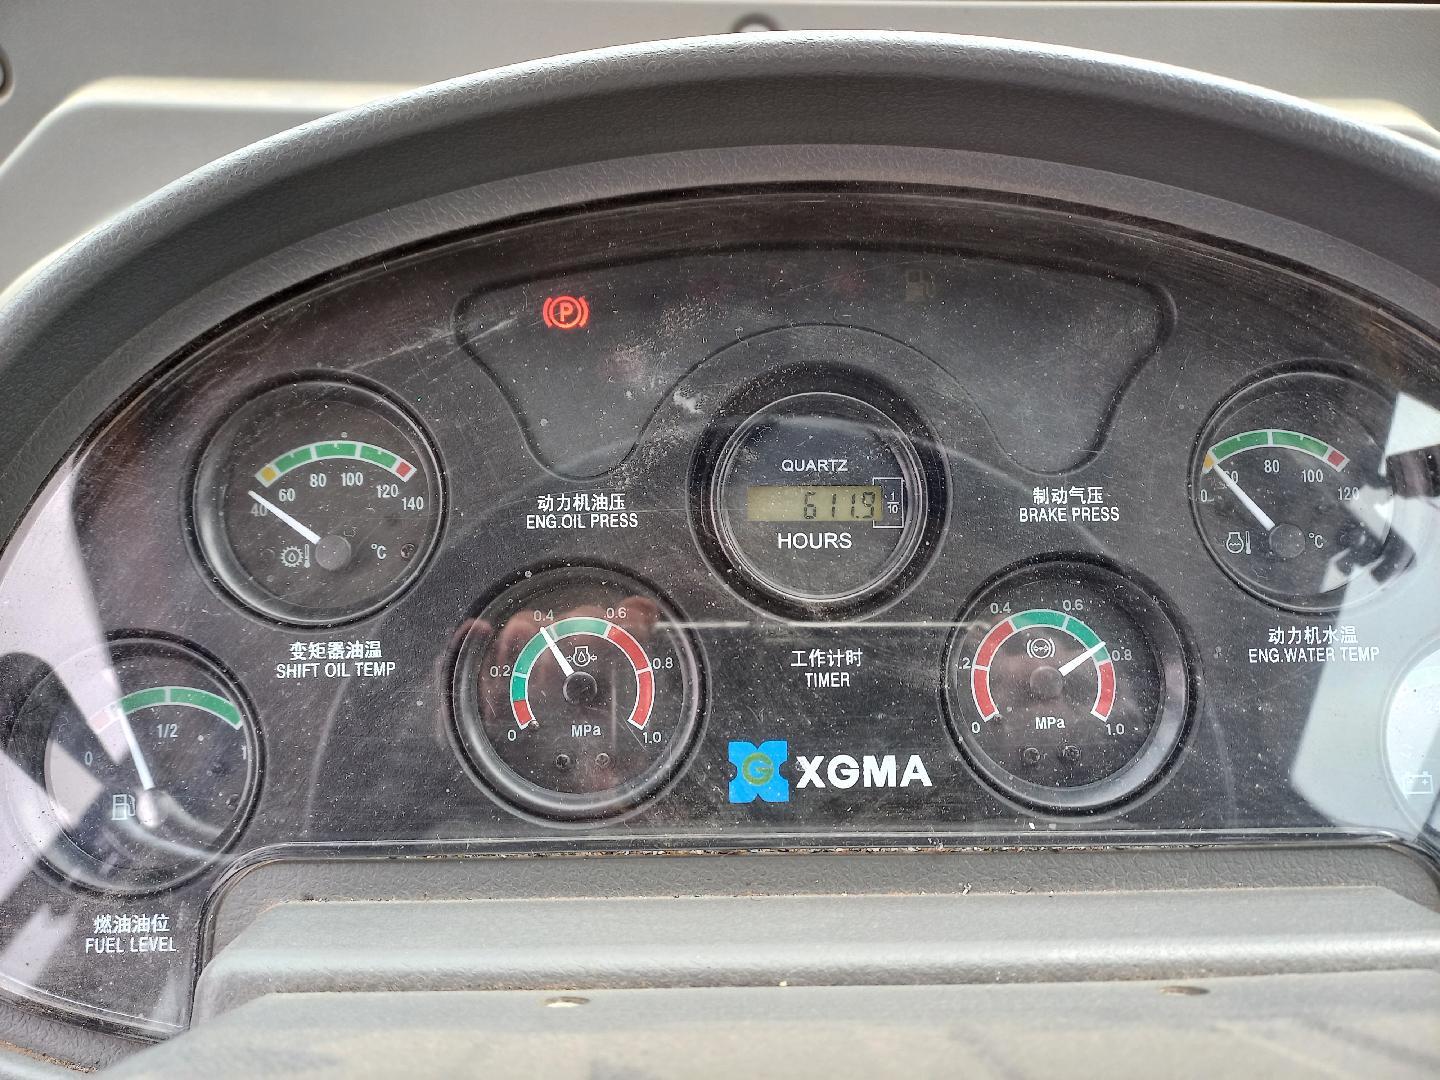 P
40 60 80 100 120 140
°C
变矩器油温
SHIFT OIL TEMP
动力机油压
ENG.OIL PRESS
QUARTZ
611.9
1/10
HOURS
制动气压
BRAKE PRESS
80 100 120
°C
动力机水温
ENG.WATER TEMP
0 0.2 0.4 0.6 0.8 1.0
MPa
工作计时
TIMER
0 .2 0.4 0.6 0.8 1.0
MPa
G XGMA
0 1/2 1
燃油油位
FUEL LEVEL